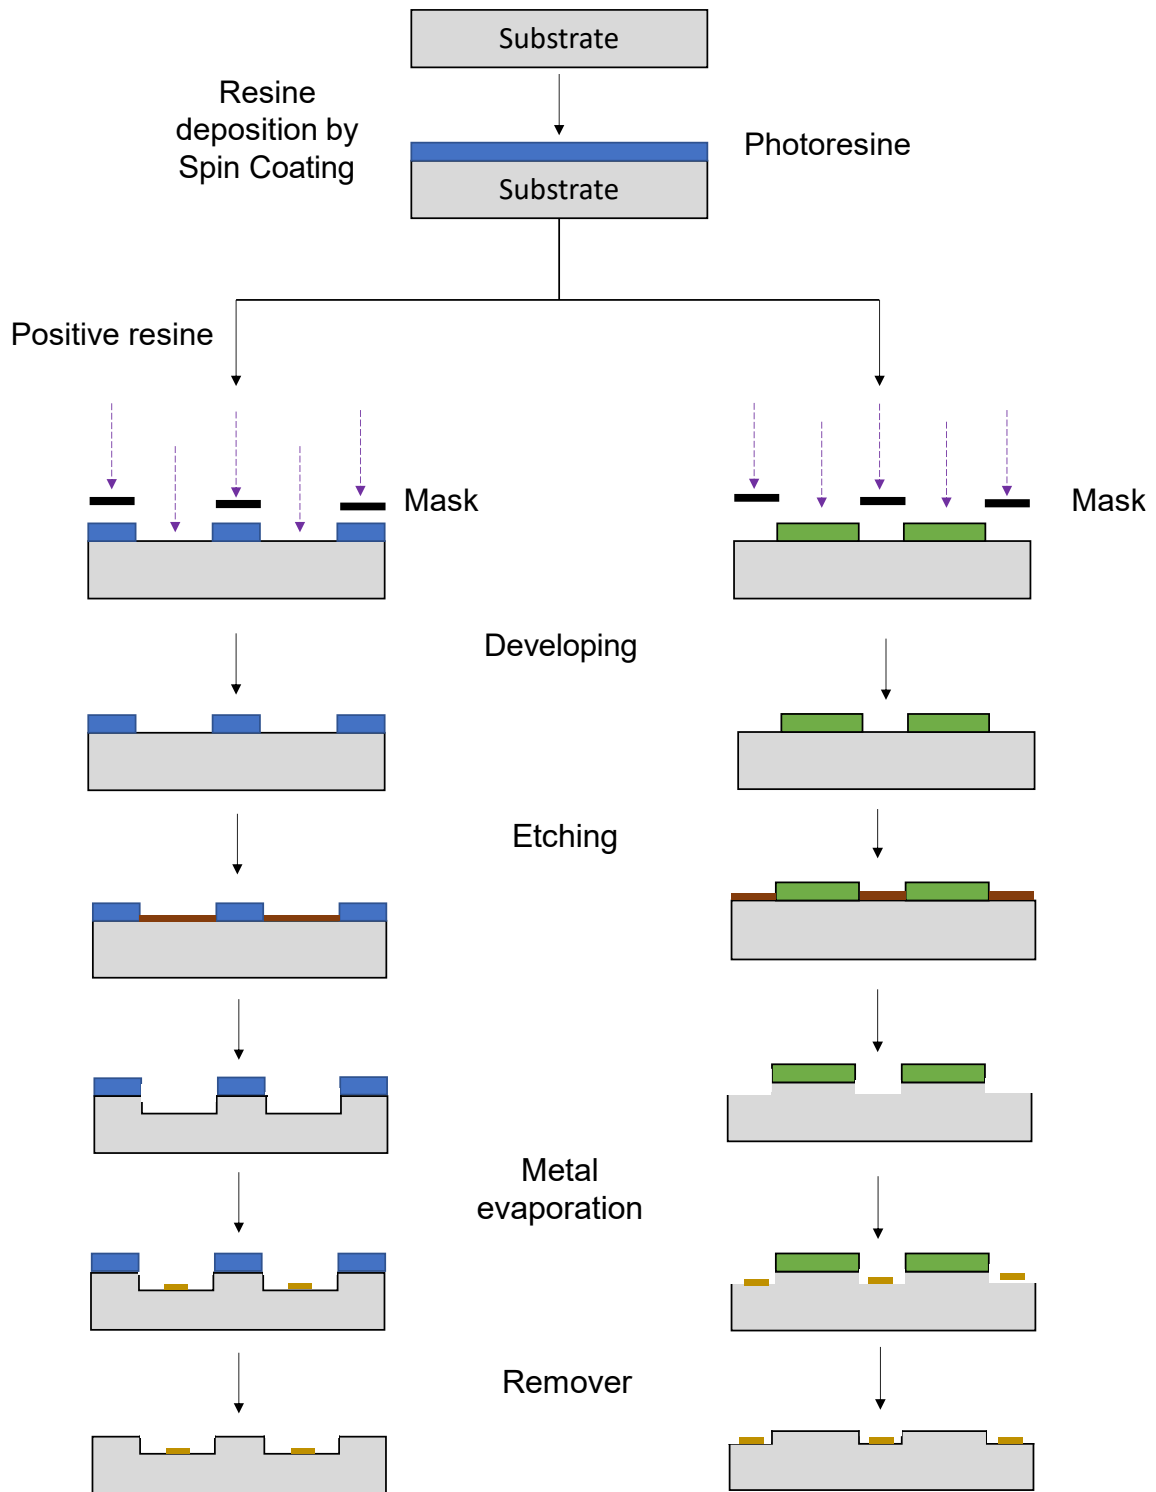 Substrate
Resine
deposition by
Spin Coating
Photoresine
Substrate
Positive resine
Mask
Mask
Developing
Etching
Metal
evaporation
Remover